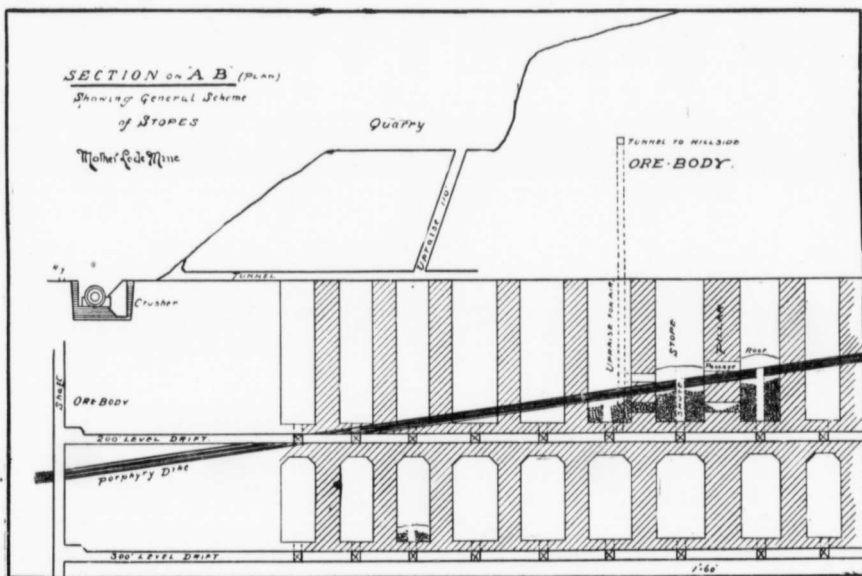 SECTION ON "A B" (PLAN)
Showing General Scheme
of STOPES
Mother Lode Mine
Quarry
UPRAISE 110'
TUNNEL TO HILLSIDE
ORE-BODY.
TUNNEL
Crusher
UPRAISE FOR AIR
STOPE
PILLAR
Passage
Roof
CHUTE
Shaft
ORE BODY
200' LEVEL DRIFT
Porphyry Dike
300' LEVEL DRIFT
1"-60'